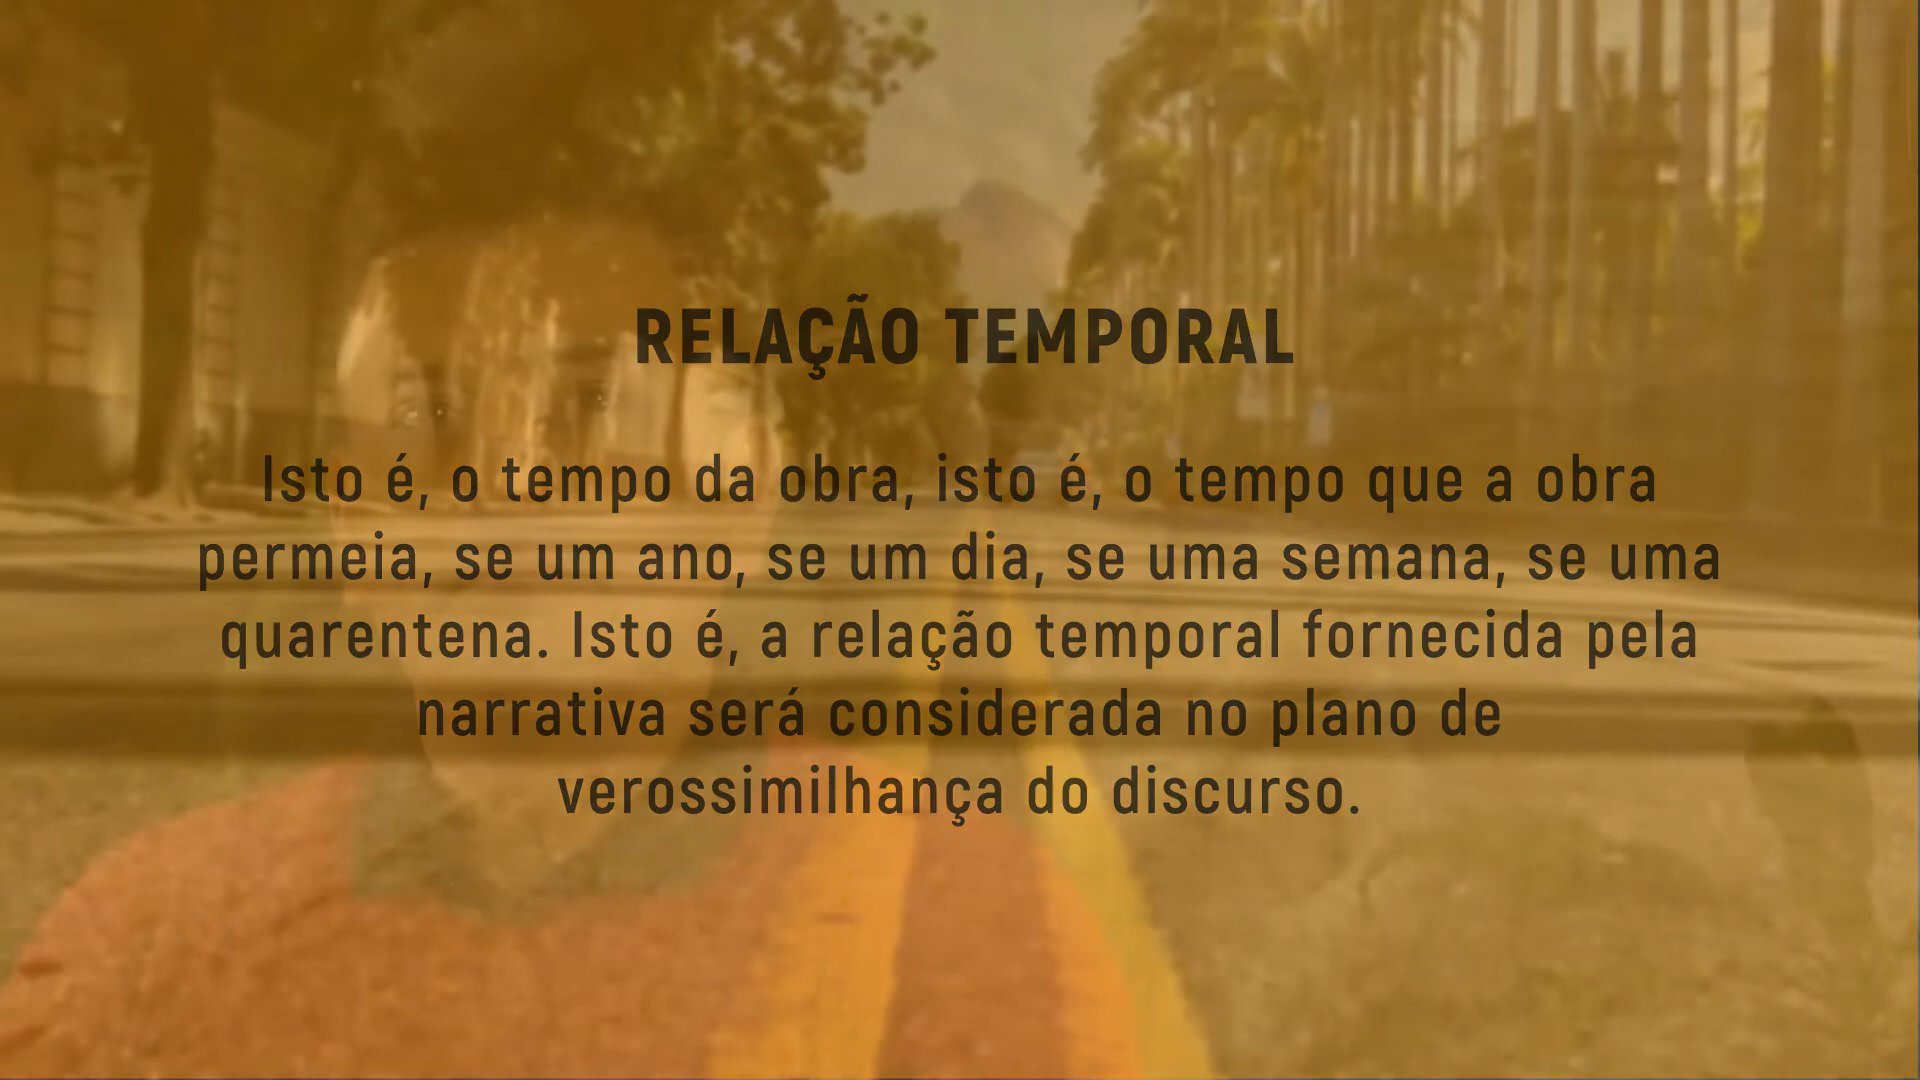 RELAÇÃO TEMPORAL
Isto é, o tempo da obra, isto é, o tempo que a obra
permeia, se um ano, se um dia, se uma semana, se uma
quarentena. Isto é, a relação temporal fornecida pela
narrativa será considerada no plano de
verossimilhança do discurso.